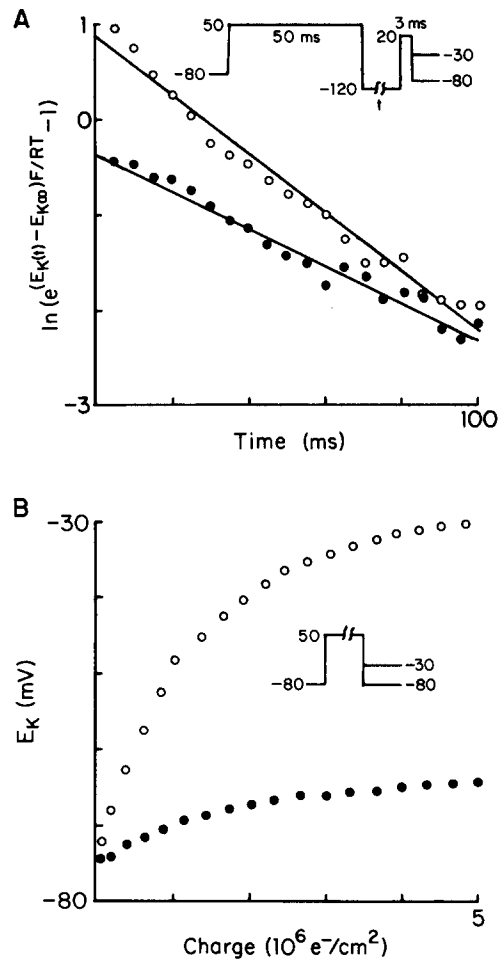 A
1
0
-3
ln (e^(E_K(t) - E_K∞)F/RT -1)
50
50 ms
-80
-120
t
3 ms
20
-30
-80
100
Time (ms)
B
-30
-80
E_K (mV)
50
-80
-30
-80
5
Charge (10^6 e^-/cm^2)